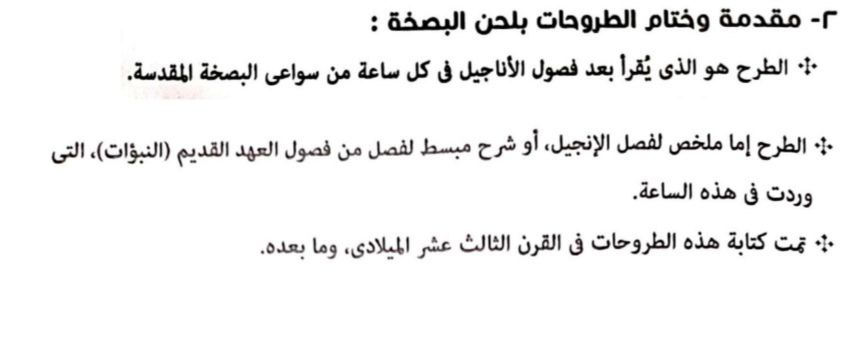 ٢- مقدمة وختام الطروحات بلحن البصخة :
الطرح هو الذى يُقرأ بعد فصول الأناجيل فى كل ساعة من سواعى البصخة المقدسة.
الطرح إما ملخص لفصل الإنجيل، أو شرح مبسط لفصل من فصول العهد القديم (النبؤات)، التى
وردت فى هذه الساعة.
تمت كتابة هذه الطروحات فى القرن الثالث عشر الميلادى، وما بعده.